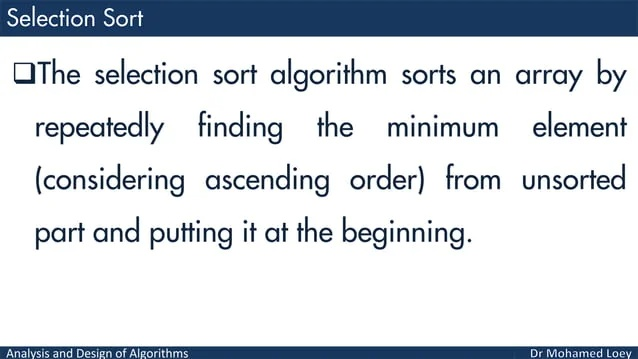 Selection Sort
❑The selection sort algorithm sorts an array by
repeatedly finding the minimum element
(considering ascending order) from unsorted
part and putting it at the beginning.
Analysis and Design of Algorithms
Dr Mohamed Loey